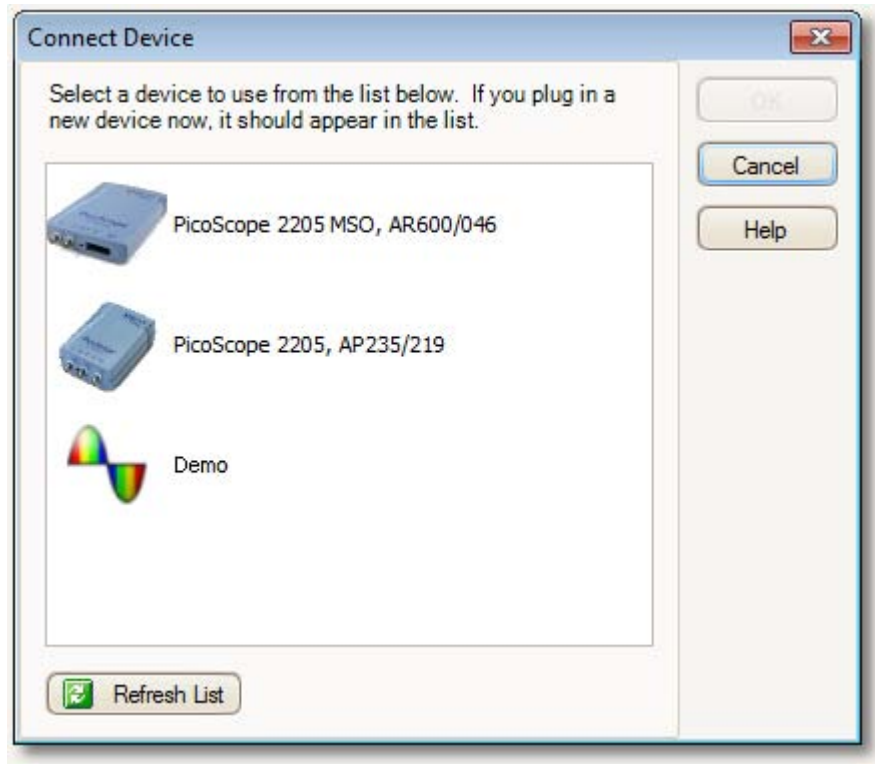 Connect Device
Select a device to use from the list below. If you plug in a
new device now, it should appear in the list.
OK
Cancel
Help
PicoScope 2205 MSO, AR600/046
PicoScope 2205, AP235/219
Demo
Refresh List